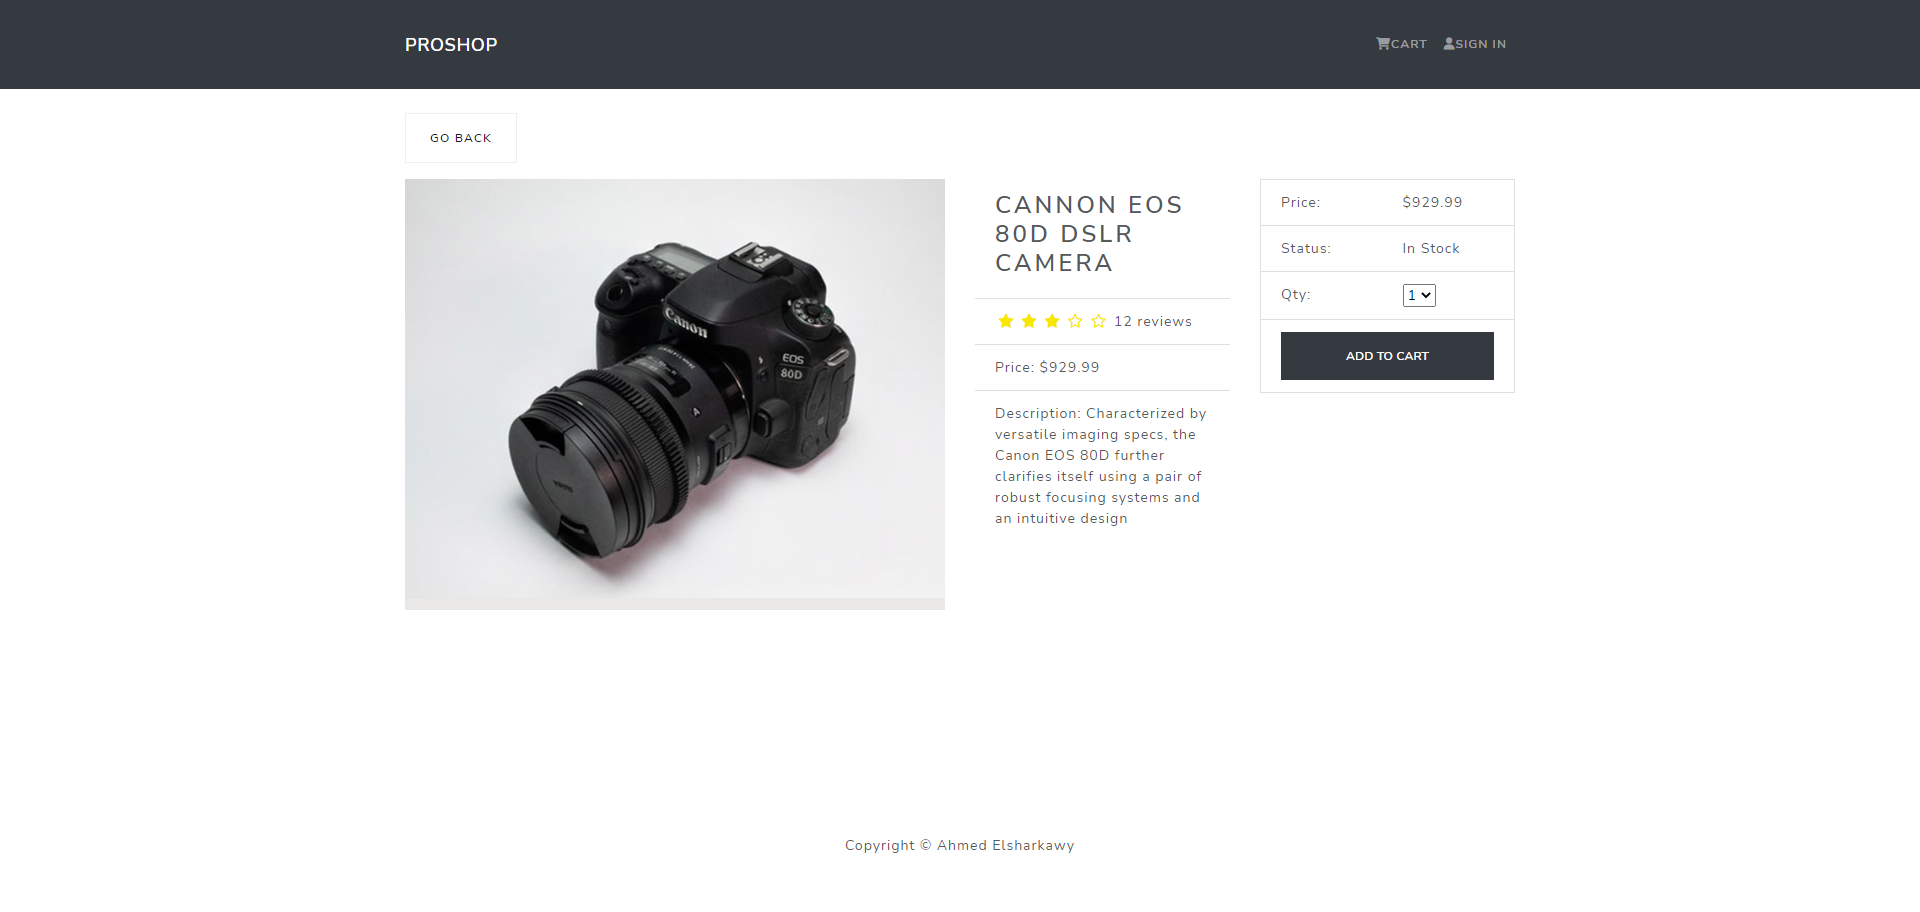 PROSHOP
CART SIGN IN
GO BACK
Canon
EOS
80D
A
CANNON EOS
80D DSLR
CAMERA
12 reviews
Price: $929.99
Description: Characterized by
versatile imaging specs, the
Canon EOS 80D further
clarifies itself using a pair of
robust focusing systems and
an intuitive design
Price: $929.99
Status: In Stock
Qty: 1
ADD TO CART
Copyright © Ahmed Elsharkawy